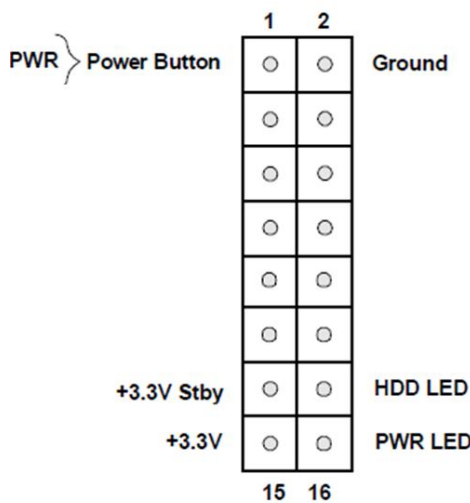 1 2
PWR } Power Button Ground
+3.3V Stby HDD LED
+3.3V PWR LED
15 16